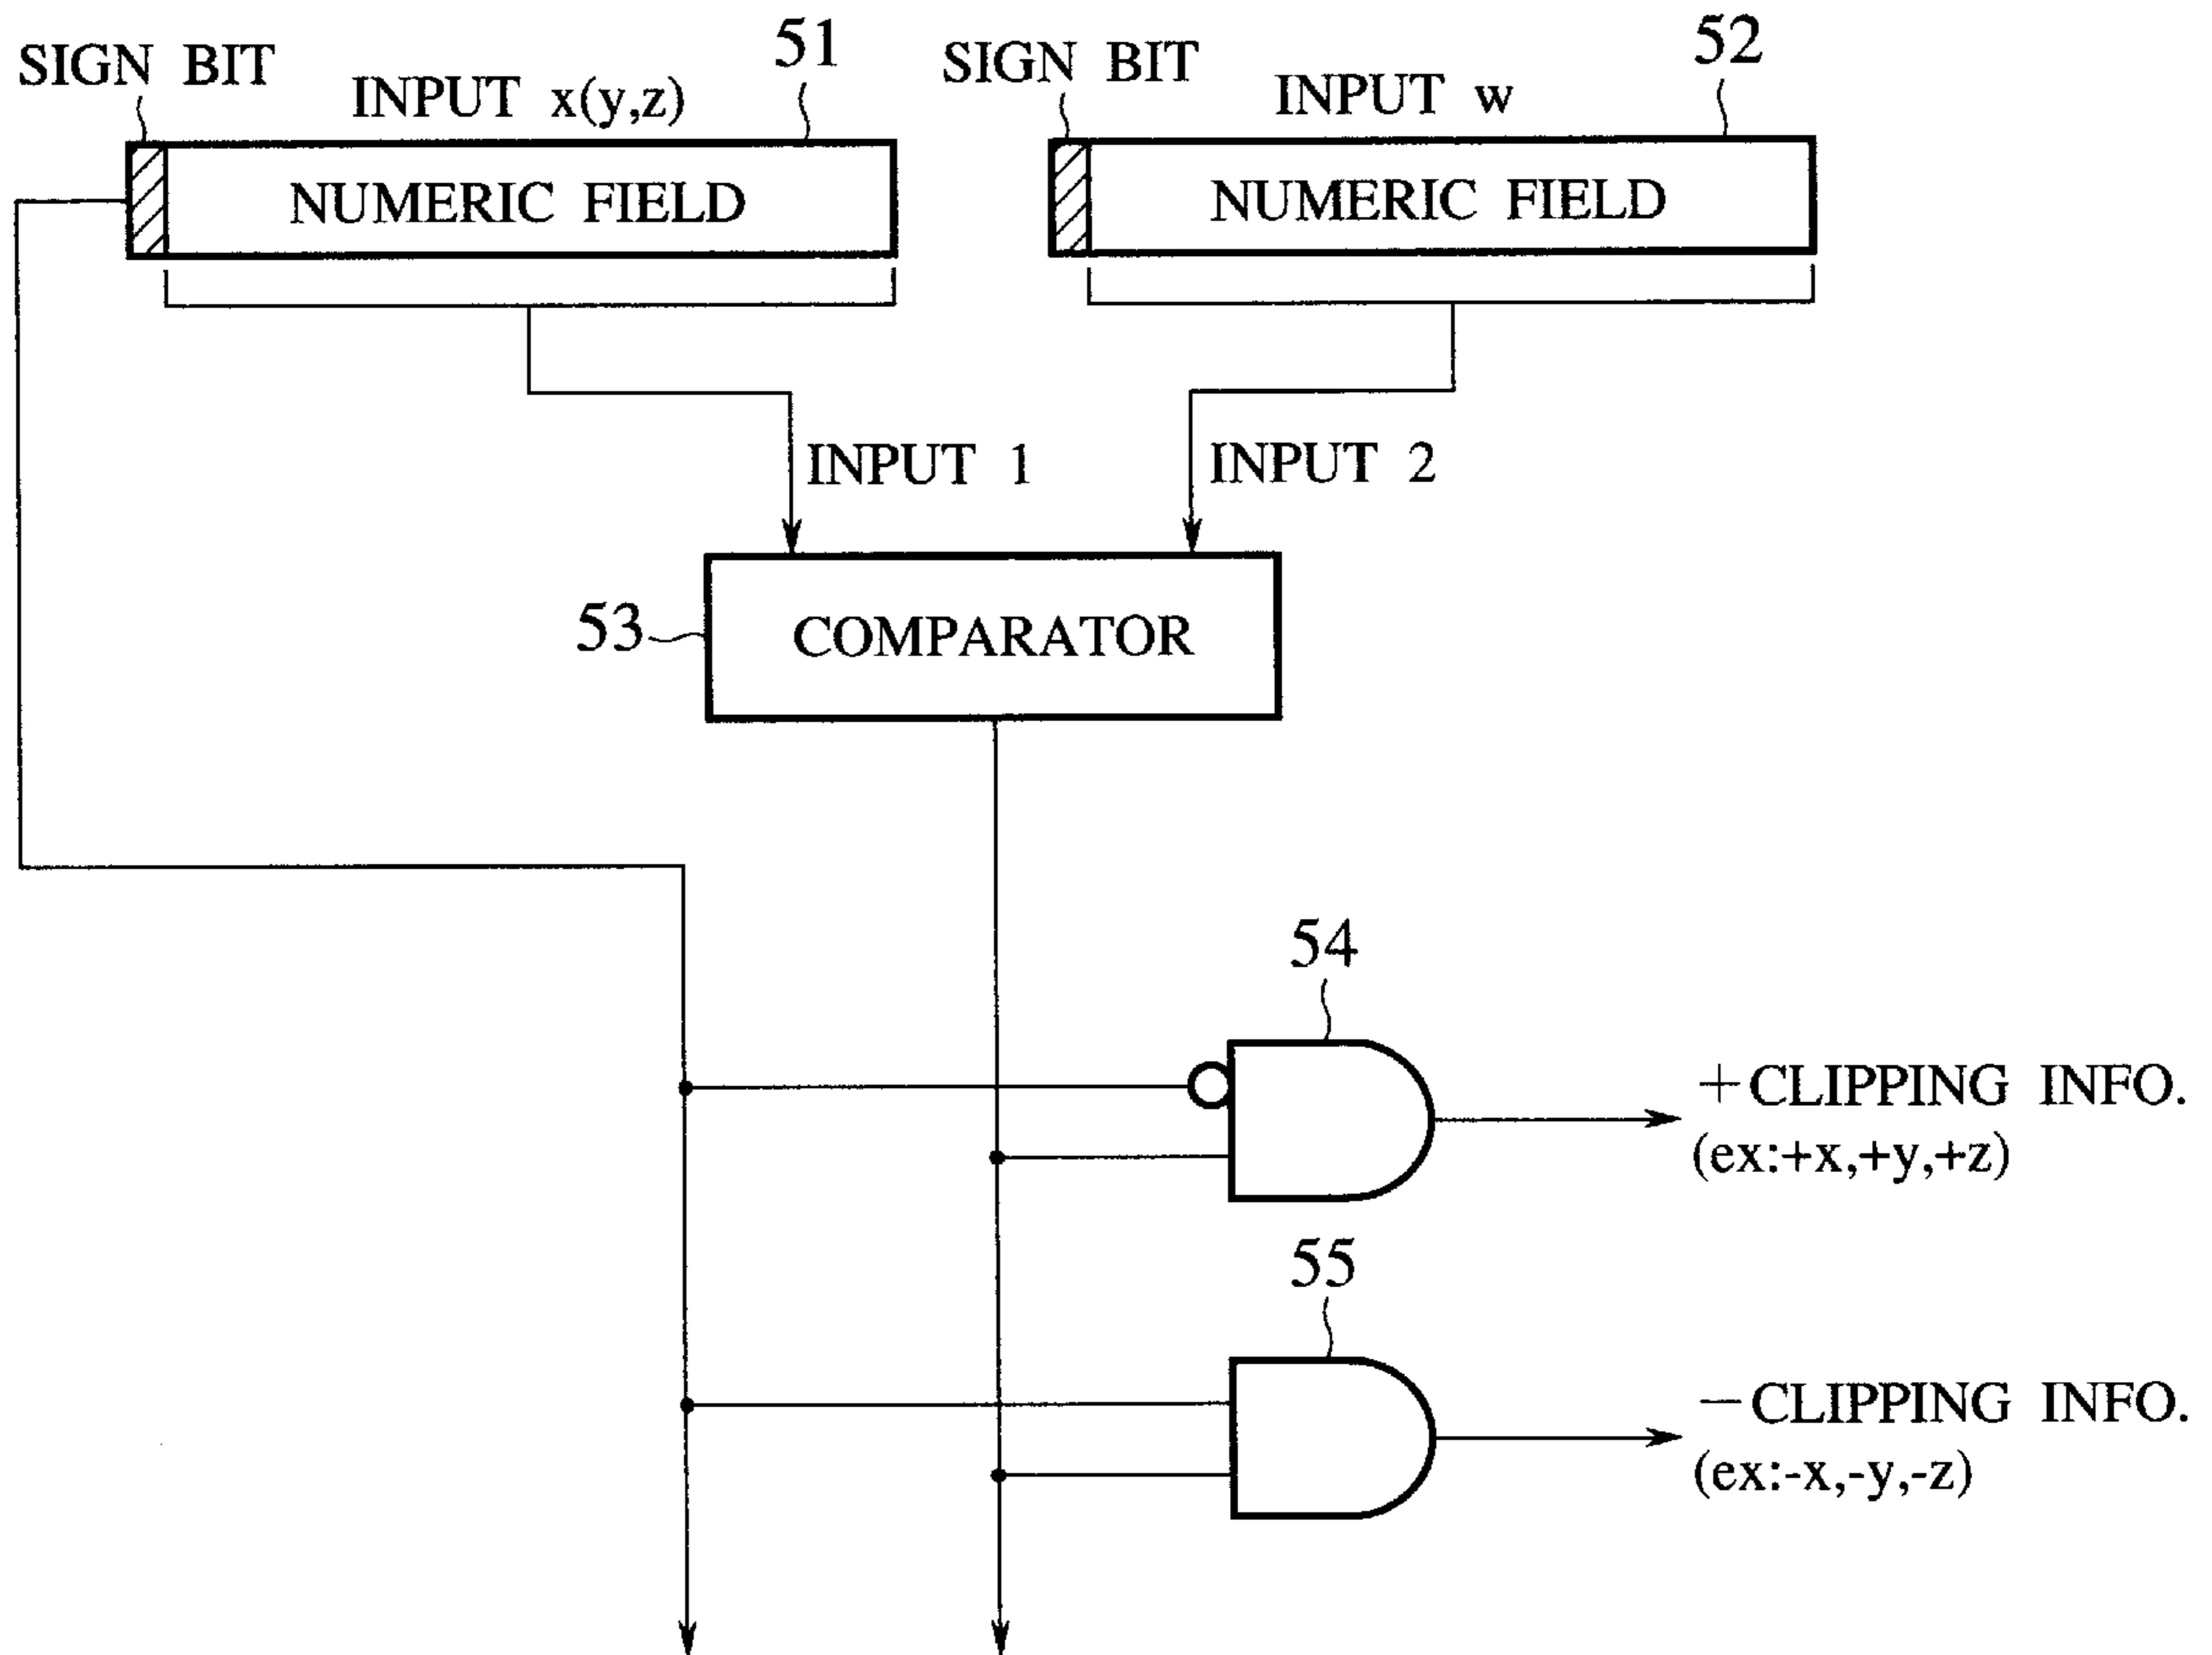 51
52
SIGN BIT
SIGN BIT
INPUT x(y,z)
INPUT w
NUMERIC FIELD
NUMERIC FIELD
INPUT 1
INPUT 2
53
COMPARATOR
54
+CLIPPING INFO.
(ex:+x,+y,+z)
55
−CLIPPING INFO.
(ex:-x,-y,-z)